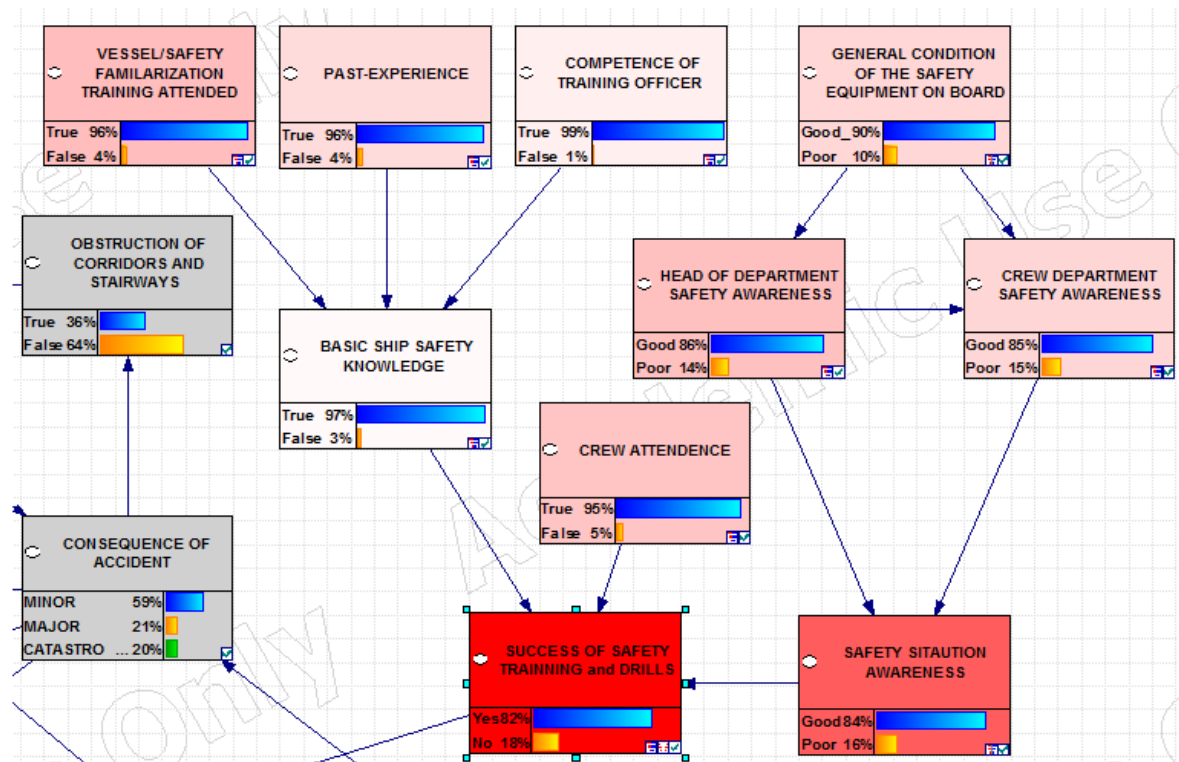 VESSEL/SAFETY
FAMILARIZATION
TRAINING ATTENDED
True 96%
False 4%
PAST-EXPERIENCE
True 96%
False 4%
COMPETENCE OF
TRAINING OFFICER
True 99%
False 1%
GENERAL CONDITION
OF THE SAFETY
EQUIPMENT ON BOARD
Good_90%
Poor 10%
OBSTRUCTION OF
CORRIDORS AND
STAIRWAYS
True 36%
False 64%
HEAD OF DEPARTMENT
SAFETY AWARENESS
Good 86%
Poor 14%
CREW DEPARTMENT
SAFETY AWARENESS
Good 85%
Poor 15%
BASIC SHIP SAFETY
KNOWLEDGE
True 97%
False 3%
CREW ATTENDENCE
True 95%
False 5%
CONSEQUENCE OF
ACCIDENT
MINOR 59%
MAJOR 21%
CATASTRO ... 20%
SUCCESS OF SAFETY
TRAINNING and DRILLS
Yes82%
No 18%
SAFETY SITAUTION
AWARENESS
Good 84%
Poor 16%
Academic Use Only